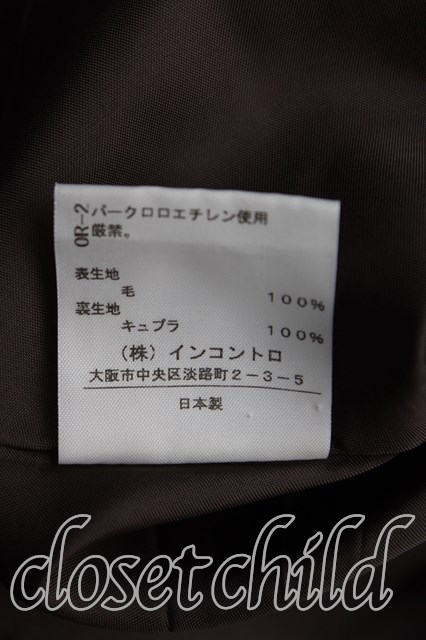 OR-2
パークロロエチレン使用
厳禁。
表生地
毛 100%
裏生地
キュプラ 100%
(株)インコントロ
大阪市中央区淡路町2-3-5
日本製
closet child